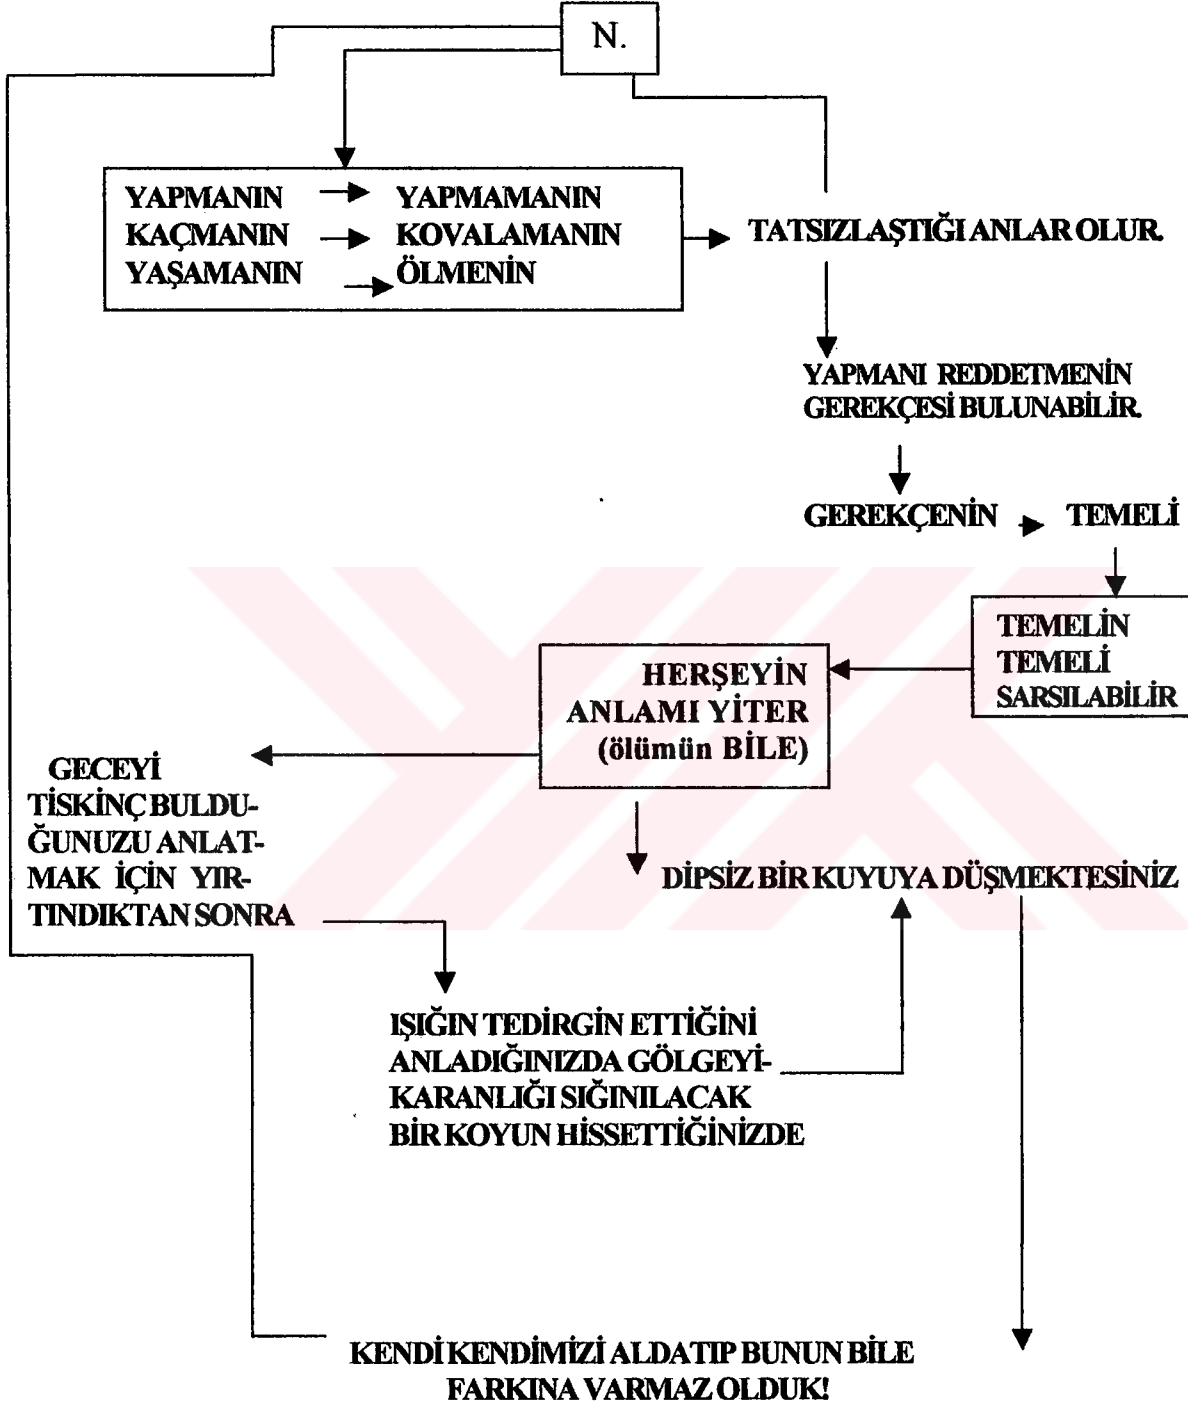 N.
YAPMANIN YAPMAMANIN
KAÇMANIN KOVALAMANIN
YAŞAMANIN ÖLMENİN
TATSIZLAŞTIĞI ANLAR OLUR.
YAPMANI REDDETMENİN
GEREKÇESİ BULUNABİLİR.
GEREKÇENİN TEMELİ
TEMELİN
TEMELİ
SARSILABİLİR
HERŞEYİN
ANLAMI YİTER
(ölümün BİLE)
GECEYİ
TİSKİNÇ BULDU-
ĞUNUZU ANLAT-
MAK İÇİN YIR-
TINDIKTAN SONRA
DİPSİZ BİR KUYUYA DÜŞMEKTESİNİZ
IŞIĞIN TEDİRGİN ETTİĞİNİ
ANLADIĞINIZDA GÖLGEYİ-
KARANLIĞI SIĞINILACAK
BİR KOYUN HİSSETTİĞİNİZDE
KENDİ KENDİMİZİ ALDATIP BUNUN BİLE
FARKINA VARMAZ OLDUK!